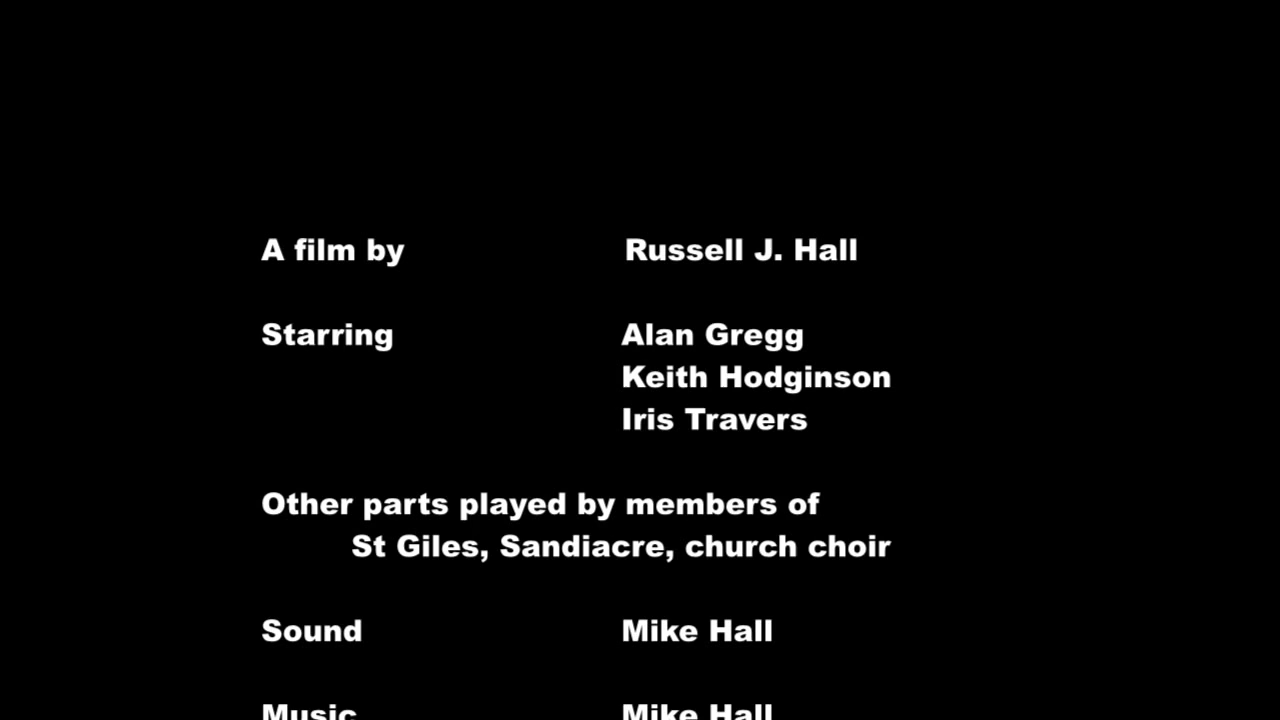 A film by Russell J. Hall
Starring Alan Gregg
Keith Hodginson
Iris Travers
Other parts played by members of
St Giles, Sandiacre, church choir
Sound Mike Hall
Music Mike Hall